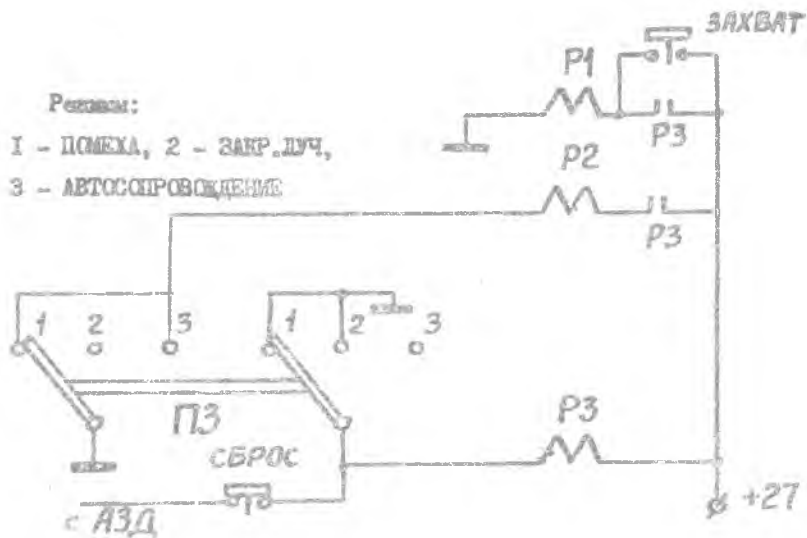 ЗАХВАТ
Р1
Режимы:
I - ПОМЕХА, 2 - ЗАКР.ЛУЧ,
3 - АВТОСОПРОВОЖДЕНИЕ
Р3
Р2
Р3
1 2 3 1 2 3
П3
Р3
СБРОС
+27
с АЗД